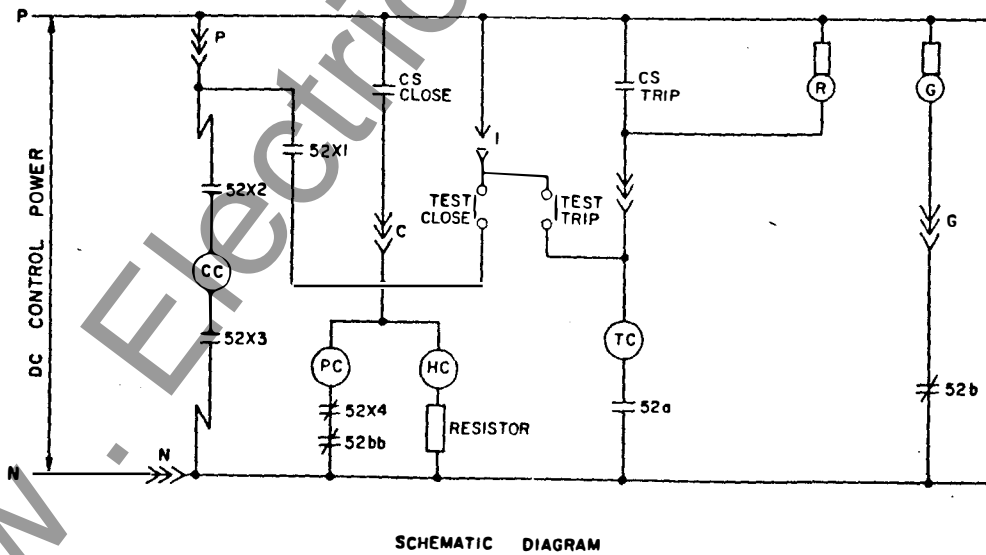 P
P
CS
CLOSE
CS
TRIP
R
G
I
52X1
52X2
TEST
CLOSE
TEST
TRIP
C
G
DC CONTROL POWER
CC
52X3
PC
HC
TC
52X4
52bb
RESISTOR
52a
52b
N
N
SCHEMATIC DIAGRAM
w. Electric